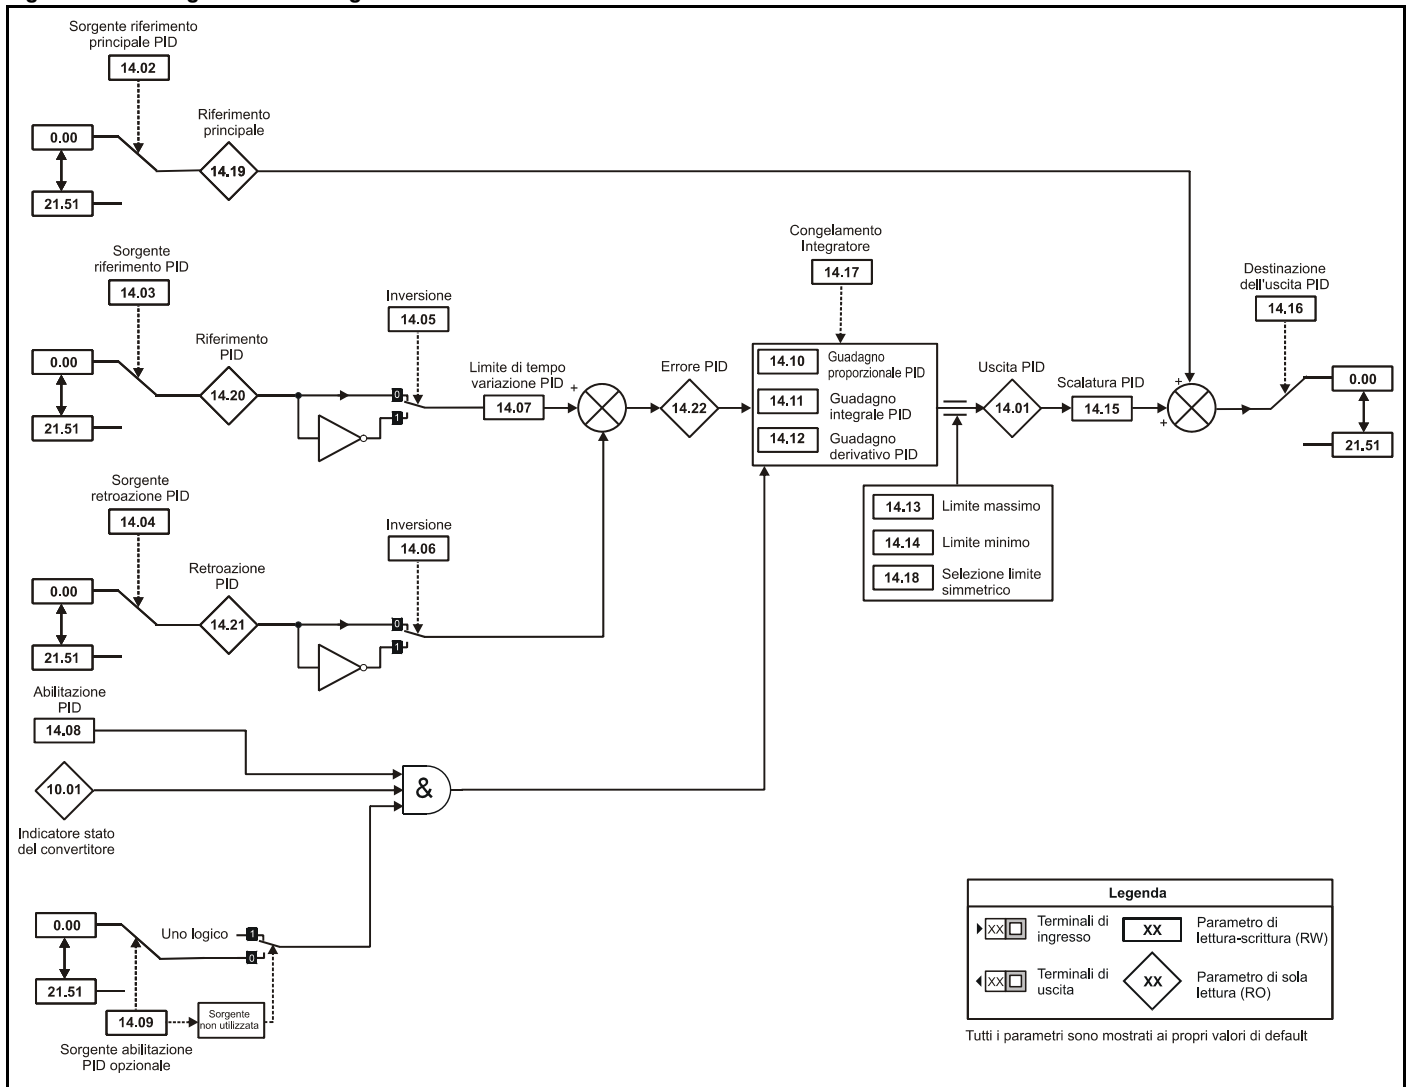 Sorgente riferimento
principale PID
14.02
Riferimento
principale
0.00
14.19
21.51
Sorgente
riferimento PID
14.03
Riferimento
PID
0.00
14.20
21.51
Inversione
14.05
0
1
Limite di tempo
variazione PID
14.07
+
Errore PID
14.22
Congelamento
Integratore
14.17
14.10
Guadagno
proporzionale PID
14.11
Guadagno
integrale PID
14.12
Guadagno
derivativo PID
Uscita PID
14.01
Scalatura PID
14.15
+
+
Destinazione
dell'uscita PID
14.16
0.00
21.51
14.13
Limite massimo
14.14
Limite minimo
14.18
Selezione limite
simmetrico
Sorgente
retroazione PID
14.04
Retroazione
PID
0.00
14.21
21.51
Inversione
14.06
0
1
Abilitazione
PID
14.08
10.01
Indicatore stato
del convertitore
&
0.00
21.51
Uno logico
1
0
14.09
Sorgente
non utilizzata
Sorgente abilitazione
PID opzionale
Legenda
XX
Terminali di
ingresso
XX
Parametro di
lettura-scrittura (RW)
XX
Terminali di
uscita
XX
Parametro di sola
lettura (RO)
Tutti i parametri sono mostrati ai propri valori di default